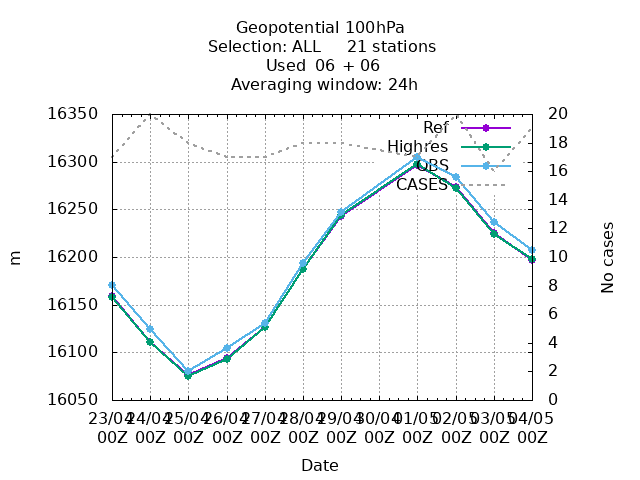 Geopotential 100hPa
Selection: ALL 21 stations
Used 06 + 06
Averaging window: 24h
16350
16300
16250
16200
16150
16100
16050
m
20
18
16
14
12
10
8
6
4
2
0
No cases
Ref
Highres
OBS
CASES
23/04 24/04 25/04 26/04 27/04 28/04 29/04 30/04 01/05 02/05 03/05 04/05
00Z 00Z 00Z 00Z 00Z 00Z 00Z 00Z 00Z 00Z 00Z 00Z
Date